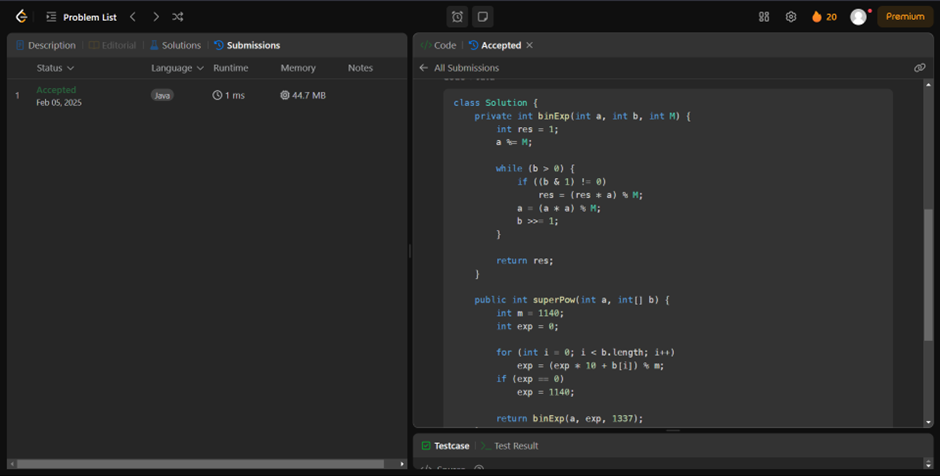 Problem List
20
Premium
Description | Editorial | Solutions | Submissions
Status Language Runtime Memory Notes
1 Accepted Java 1 ms 44.7 MB
Feb 05, 2025
Code | Accepted ×
← All Submissions
class Solution {
    private int binExp(int a, int b, int M) {
        int res = 1;
        a %= M;

        while (b > 0) {
            if ((b & 1) != 0)
                res = (res * a) % M;
            a = (a * a) % M;
            b >>= 1;
        }

        return res;
    }

    public int superPow(int a, int[] b) {
        int m = 1140;
        int exp = 0;

        for (int i = 0; i < b.length; i++)
            exp = (exp * 10 + b[i]) % m;
        if (exp == 0)
            exp = 1140;

        return binExp(a, exp, 1337);
Testcase | Test Result